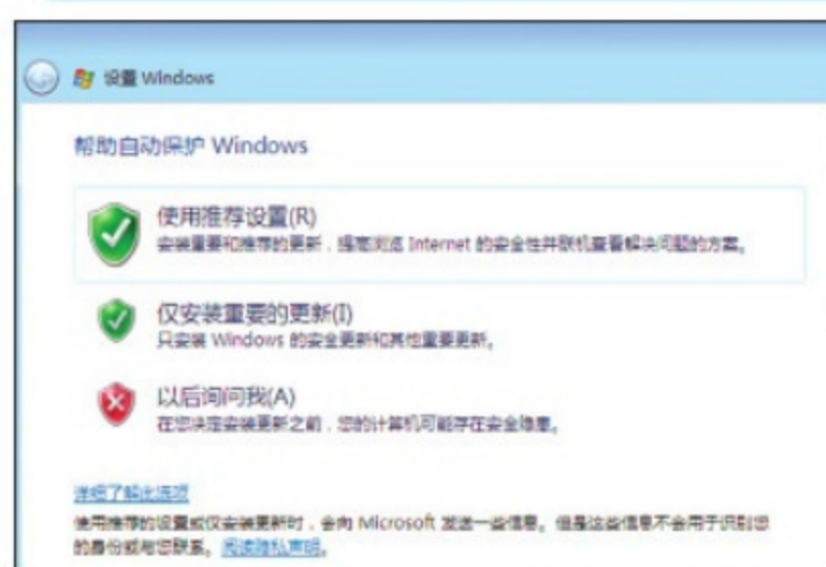 设置 Windows
帮助自动保护 Windows
使用推荐设置(R)
安装重要和推荐的更新，提高浏览 Internet 的安全性并联机查看解决问题的方案。
仅安装重要的更新(I)
只安装 Windows 的安全更新和其他重要更新。
以后询问我(A)
在您决定安装更新之前，您的计算机可能存在安全隐患。
详细了解此选项
使用推荐的设置或仅安装更新时，会向 Microsoft 发送一些信息。但是这些信息不会用于识别您
的身份或与您联系。阅读隐私声明。